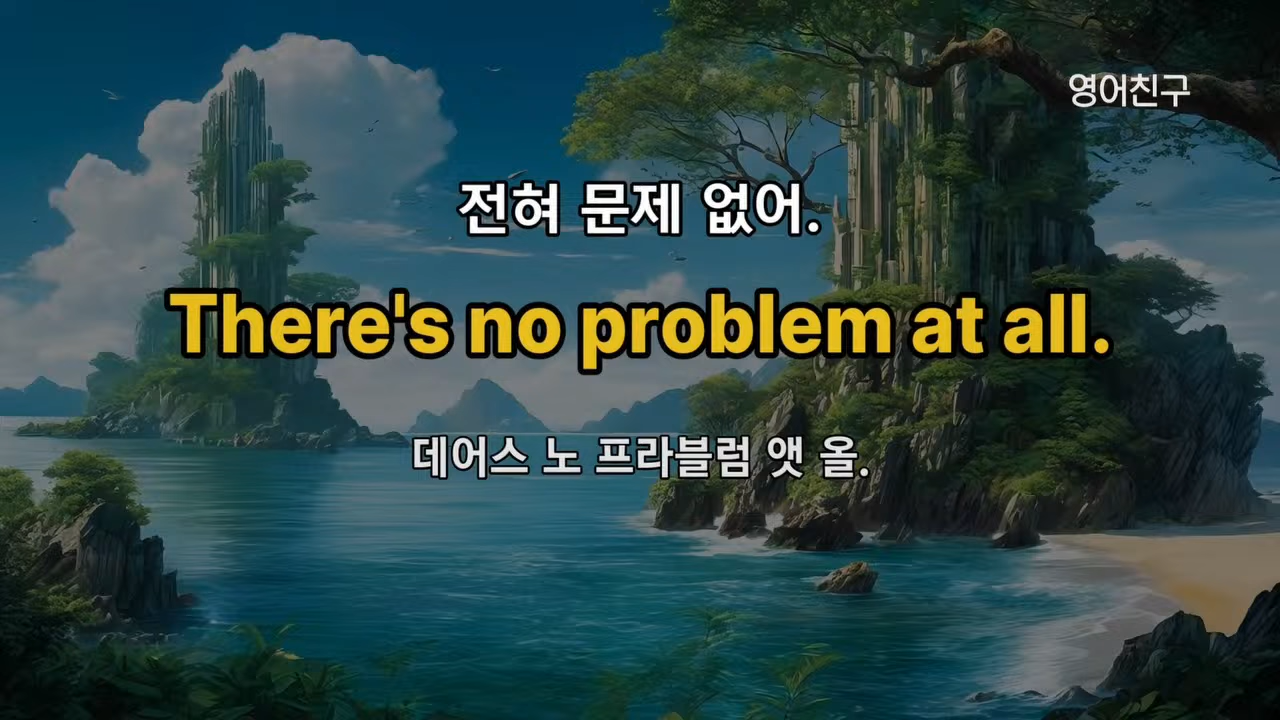 영어친구
전혀 문제 없어.
There's no problem at all.
데어스 노 프라블럼 앳 올.